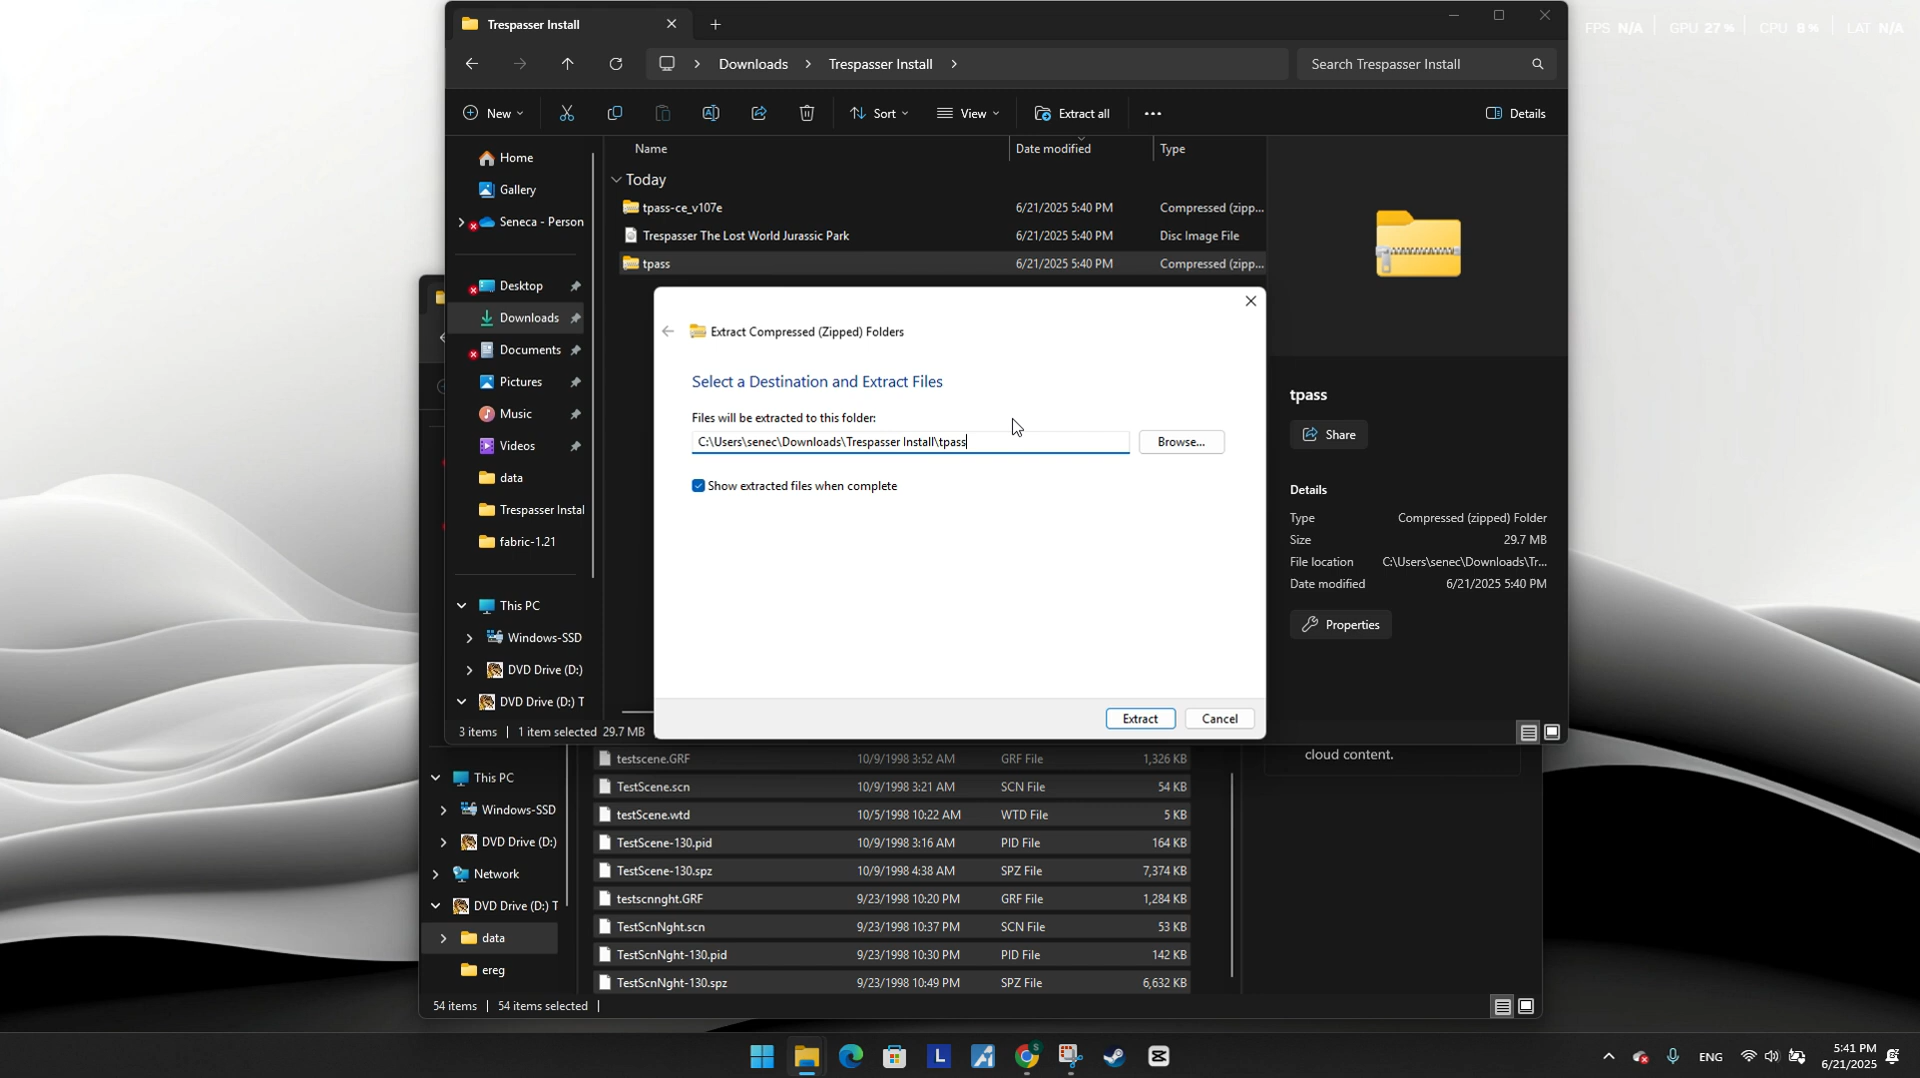 Trespasser Install
FPS N/A GPU 27% CPU 8% LAT N/A
Downloads Trespasser Install
Search Trespasser Install
New
Sort
View
Extract all
Details
Home
Gallery
Seneca - Person
Desktop
Downloads
Documents
Pictures
Music
Videos
data
Trespasser Instal
fabric-1.21
This PC
Windows-SSD
DVD Drive (D:)
DVD Drive (D:) T
Name Date modified Type
Today
tpass-ce_v107e 6/21/2025 5:40 PM Compressed (zipp...
Trespasser The Lost World Jurassic Park 6/21/2025 5:40 PM Disc Image File
tpass 6/21/2025 5:40 PM Compressed (zipp...
Extract Compressed (Zipped) Folders
Select a Destination and Extract Files
Files will be extracted to this folder:
C:\Users\senec\Downloads\Trespasser Install\tpass
Browse...
Show extracted files when complete
Extract
Cancel
tpass
Share
Details
Type Compressed (zipped) Folder
Size 29.7 MB
File location C:\Users\senec\Downloads\Tr...
Date modified 6/21/2025 5:40 PM
Properties
3 items 1 item selected 29.7 MB
cloud content.
This PC
Windows-SSD
DVD Drive (D:)
Network
DVD Drive (D:) T
data
ereg
testscene.GRF 10/9/1998 3:52 AM GRF File 1,326 KB
TestScene.scn 10/9/1998 3:21 AM SCN File 54 KB
testScene.wtd 10/5/1998 10:22 AM WTD File 5 KB
TestScene-130.pid 10/9/1998 3:16 AM PID File 164 KB
TestScene-130.spz 10/9/1998 4:38 AM SPZ File 7,374 KB
testscnnght.GRF 9/23/1998 10:20 PM GRF File 1,284 KB
TestScnNght.scn 9/23/1998 10:37 PM SCN File 53 KB
TestScnNght-130.pid 9/23/1998 10:30 PM PID File 142 KB
TestScnNght-130.spz 9/23/1998 10:49 PM SPZ File 6,632 KB
54 items 54 items selected
L
S
ENG
5:41 PM
6/21/2025